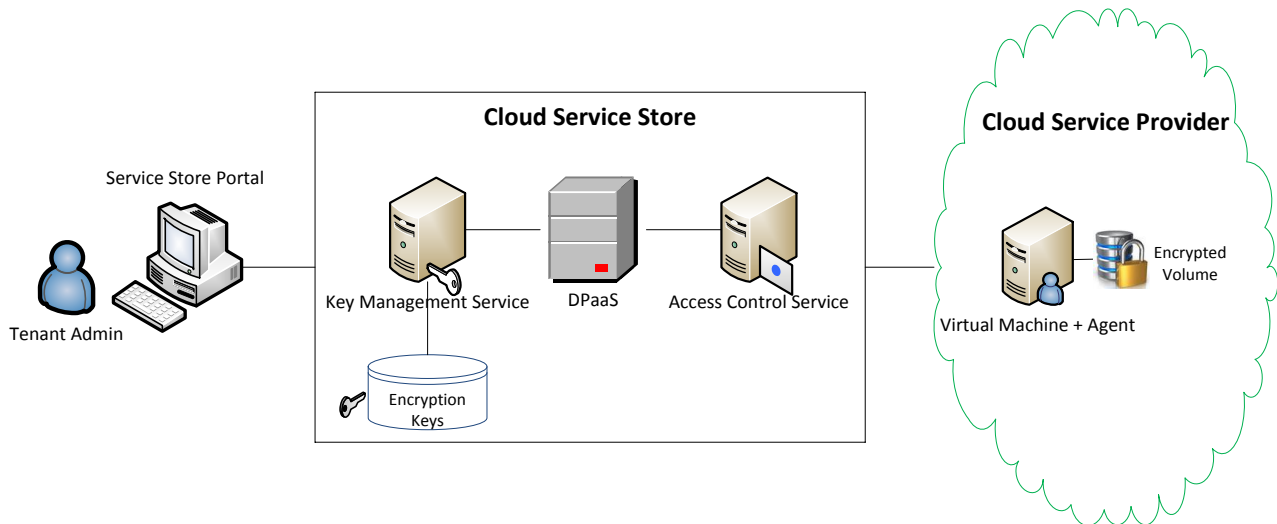 Cloud Service Store
Cloud Service Provider
Service Store Portal
Tenant Admin
Key Management Service
DPaaS
Access Control Service
Encryption
Keys
Encrypted
Volume
Virtual Machine + Agent